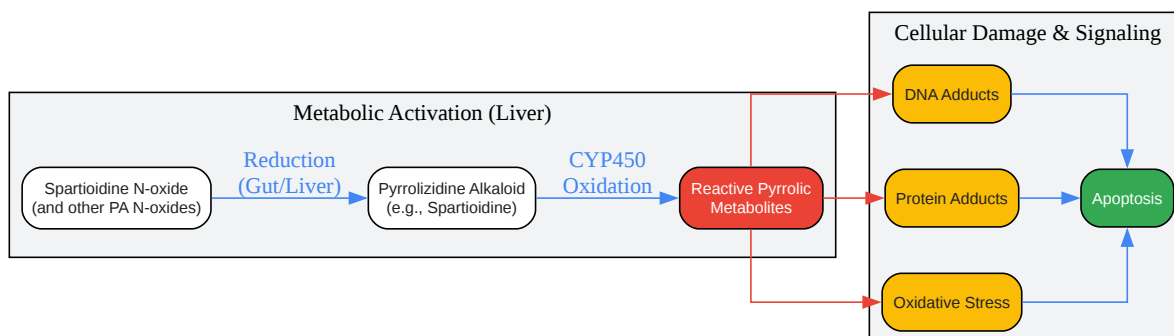 Cellular Damage & Signaling
DNA Adducts
Metabolic Activation (Liver)
Spartioidine N-oxide
(and other PA N-oxides)
Reduction
(Gut/Liver)
Pyrrolizidine Alkaloid
(e.g., Spartioidine)
CYP450
Oxidation
Reactive Pyrrolic
Metabolites
Protein Adducts
Apoptosis
Oxidative Stress